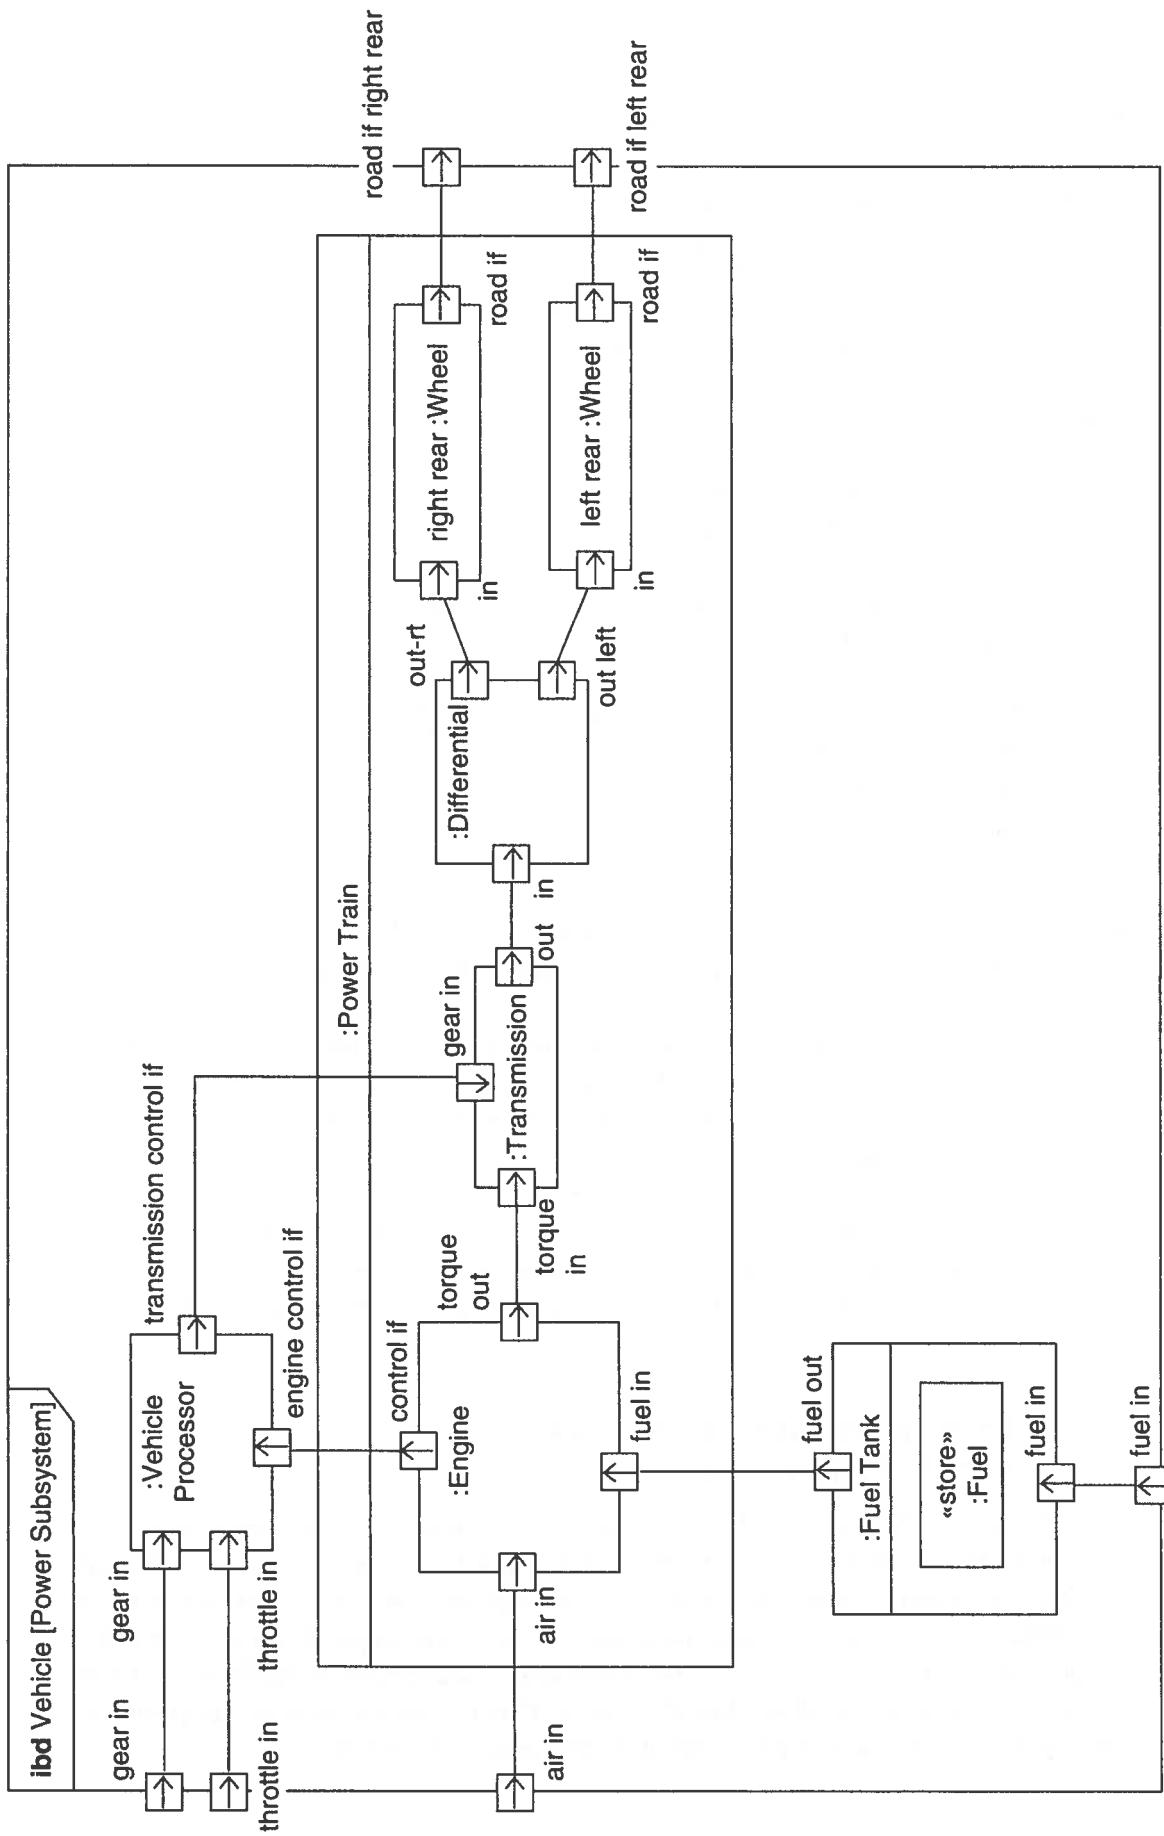 ibd Vehicle [Power Subsystem]
gear in
throttle in
gear in
throttle in
:Vehicle
Processor
transmission control if
engine control if
:Power Train
air in
air in
:Engine
control if
torque
out
fuel in
torque
in
:Transmission
gear in
out
in
:Differential
out-rt
out left
in
right rear :Wheel
road if
in
left rear :Wheel
road if
road if right rear
road if left rear
fuel out
:Fuel Tank
«store»
:Fuel
fuel in
fuel in